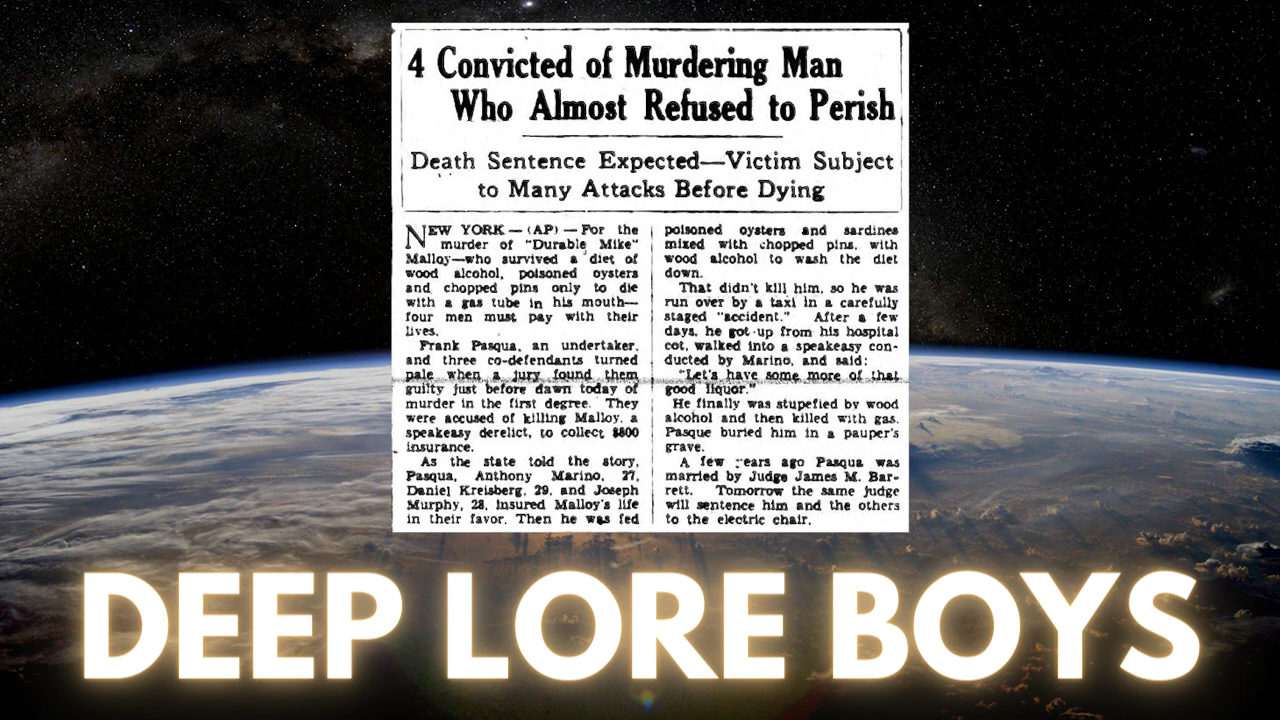 4 Convicted of Murdering Man
Who Almost Refused to Perish
Death Sentence Expected—Victim Subject
to Many Attacks Before Dying
NEW YORK — (AP) — For the
murder of "Durable Mike"
Malloy—who survived a diet of
wood alcohol, poisoned oysters
and chopped pins only to die
with a gas tube in his mouth—
four men must pay with their
lives.
Frank Pasqua, an undertaker,
and three co-defendants turned
pale when a jury found them
guilty just before dawn today of
murder in the first degree. They
were accused of killing Malloy, a
speakeasy derelict, to collect $800
insurance.
As the state told the story,
Pasqua, Anthony Marino, 27,
Daniel Kreisberg, 29, and Joseph
Murphy, 28, insured Malloy's life
in their favor. Then he was fed
poisoned oysters and sardines
mixed with chopped pins, with
wood alcohol to wash the diet
down.
That didn't kill him, so he was
run over by a taxi in a carefully
staged "accident." After a few
days, he got up from his hospital
cot, walked into a speakeasy con-
ducted by Marino, and said:
"Let's have some more of that
good liquor."
He finally was stupefied by wood
alcohol and then killed with gas.
Pasque buried him in a pauper's
grave.
A few years ago Pasqua was
married by Judge James M. Bar-
rett. Tomorrow the same judge
will sentence him and the others
to the electric chair.
DEEP LORE BOYS